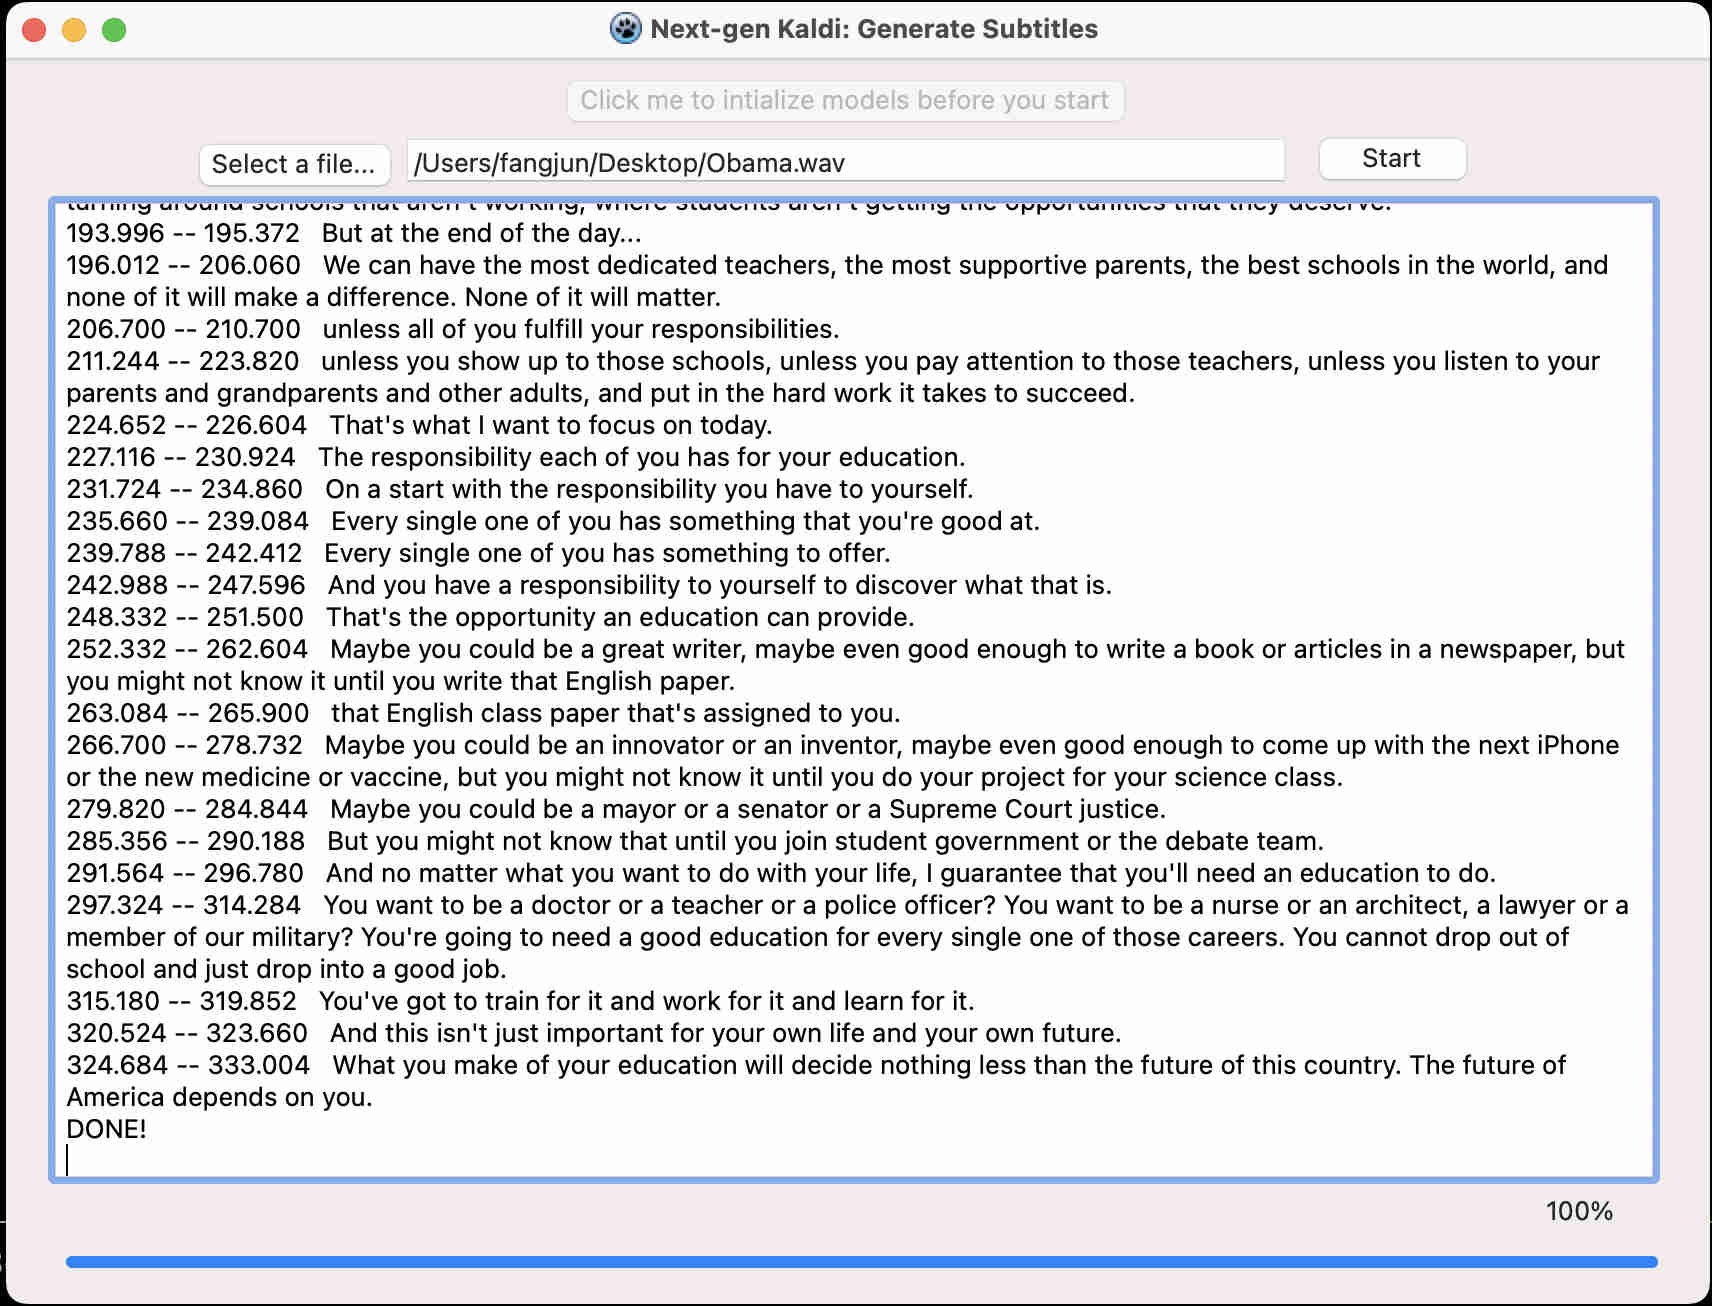 Next-gen Kaldi: Generate Subtitles
Click me to intialize models before you start
Select a file...
/Users/fangjun/Desktop/Obama.wav
Start
turning around schools that aren't working, where students aren't getting the opportunities that they deserve.
193.996 -- 195.372 But at the end of the day...
196.012 -- 206.060 We can have the most dedicated teachers, the most supportive parents, the best schools in the world, and
none of it will make a difference. None of it will matter.
206.700 -- 210.700 unless all of you fulfill your responsibilities.
211.244 -- 223.820 unless you show up to those schools, unless you pay attention to those teachers, unless you listen to your
parents and grandparents and other adults, and put in the hard work it takes to succeed.
224.652 -- 226.604 That's what I want to focus on today.
227.116 -- 230.924 The responsibility each of you has for your education.
231.724 -- 234.860 On a start with the responsibility you have to yourself.
235.660 -- 239.084 Every single one of you has something that you're good at.
239.788 -- 242.412 Every single one of you has something to offer.
242.988 -- 247.596 And you have a responsibility to yourself to discover what that is.
248.332 -- 251.500 That's the opportunity an education can provide.
252.332 -- 262.604 Maybe you could be a great writer, maybe even good enough to write a book or articles in a newspaper, but
you might not know it until you write that English paper.
263.084 -- 265.900 that English class paper that's assigned to you.
266.700 -- 278.732 Maybe you could be an innovator or an inventor, maybe even good enough to come up with the next iPhone
or the new medicine or vaccine, but you might not know it until you do your project for your science class.
279.820 -- 284.844 Maybe you could be a mayor or a senator or a Supreme Court justice.
285.356 -- 290.188 But you might not know that until you join student government or the debate team.
291.564 -- 296.780 And no matter what you want to do with your life, I guarantee that you'll need an education to do.
297.324 -- 314.284 You want to be a doctor or a teacher or a police officer? You want to be a nurse or an architect, a lawyer or a
member of our military? You're going to need a good education for every single one of those careers. You cannot drop out of
school and just drop into a good job.
315.180 -- 319.852 You've got to train for it and work for it and learn for it.
320.524 -- 323.660 And this isn't just important for your own life and your own future.
324.684 -- 333.004 What you make of your education will decide nothing less than the future of this country. The future of
America depends on you.
DONE!
100%